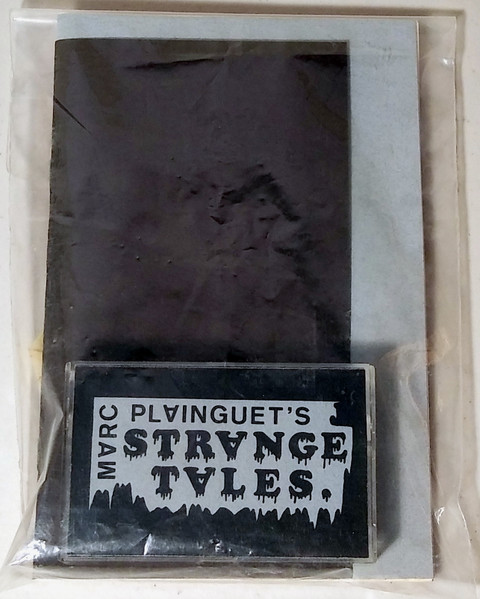 MARC
PLAINGUET'S
STRANGE
TALES.